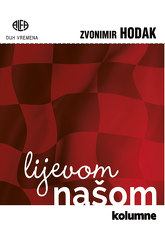 ALFA
DUH VREMENA
ZVONIMIR HODAK
lijevom
našom
kolumne